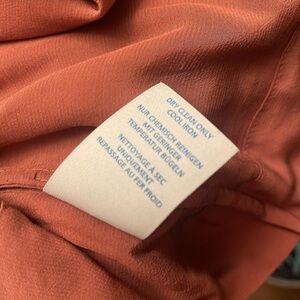 DRY CLEAN ONLY
COOL IRON
NUR CHEMISCH REINIGEN
MIT GERINGER
TEMPERATUR BÜGELN
NETTOYAGE À SEC
UNIQUEMENT
REPASSAGE AU FER FROID